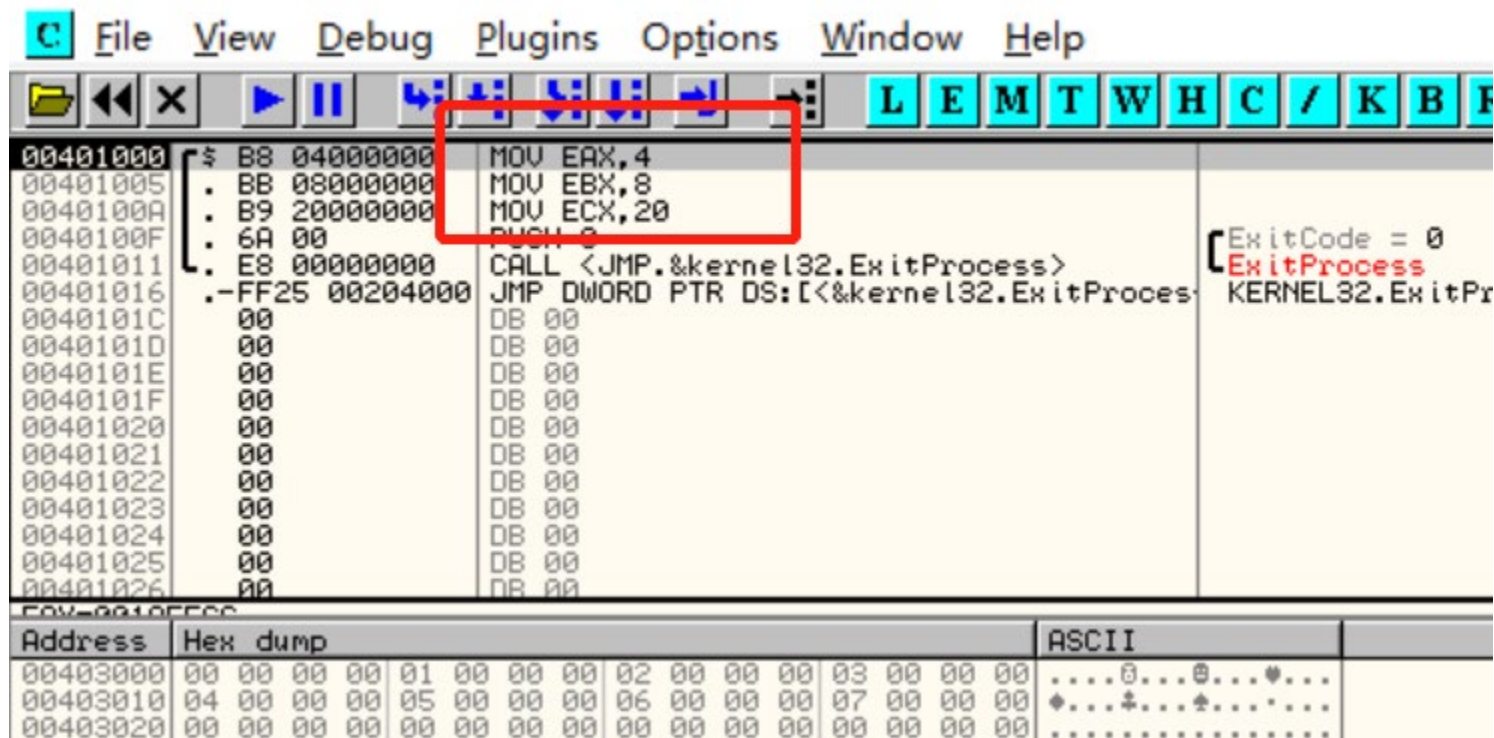 C File View Debug Plugins Options Window Help
L E M T W H C / K B R
00401000 $ B8 04000000 MOV EAX,4
00401005 . BB 08000000 MOV EBX,8
0040100A . B9 20000000 MOV ECX,20
0040100F . 6A 00 PUSH 0 ExitCode = 0
00401011 . E8 00000000 CALL <JMP.&kernel32.ExitProcess> ExitProcess
00401016 .-FF25 00204000 JMP DWORD PTR DS:[<&kernel32.ExitProces KERNEL32.ExitPr
0040101C 00 DB 00
0040101D 00 DB 00
0040101E 00 DB 00
0040101F 00 DB 00
00401020 00 DB 00
00401021 00 DB 00
00401022 00 DB 00
00401023 00 DB 00
00401024 00 DB 00
00401025 00 DB 00
00401026 00 DB 00
Address Hex dump ASCII
00403000 00 00 00 00 01 00 00 00 02 00 00 00 03 00 00 00 ....☺...☻...♥...
00403010 04 00 00 00 05 00 00 00 06 00 00 00 07 00 00 00 ♦...♣...♠...•...
00403020 00 00 00 00 00 00 00 00 00 00 00 00 00 00 00 00 ................